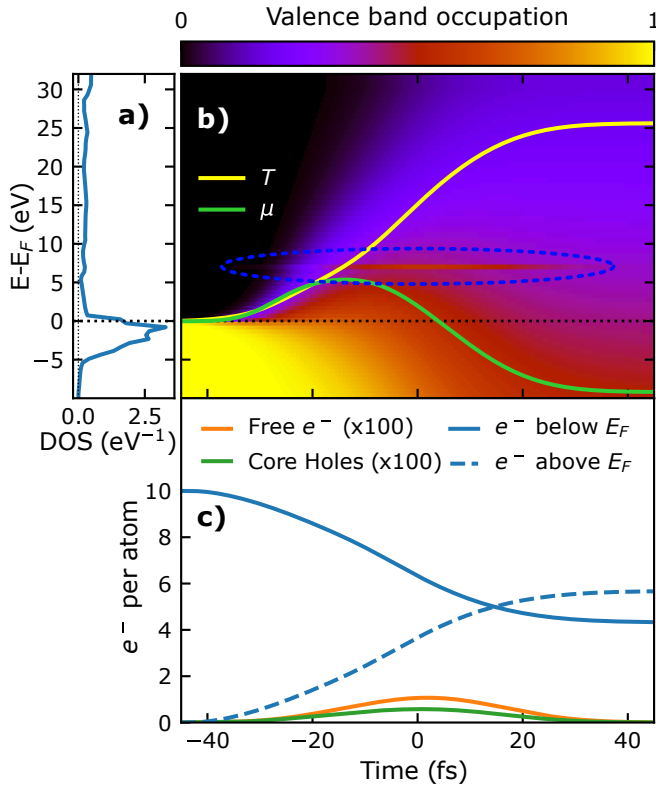 Valence band occupation
0 1
a)
b)
T
μ
E-E_F (eV)
30
25
20
15
10
5
0
−5
0.0 2.5
DOS (eV⁻¹)
Free e⁻ (x100)
Core Holes (x100)
e⁻ below E_F
e⁻ above E_F
c)
e⁻ per atom
10
8
6
4
2
0
−40 −20 0 20 40
Time (fs)